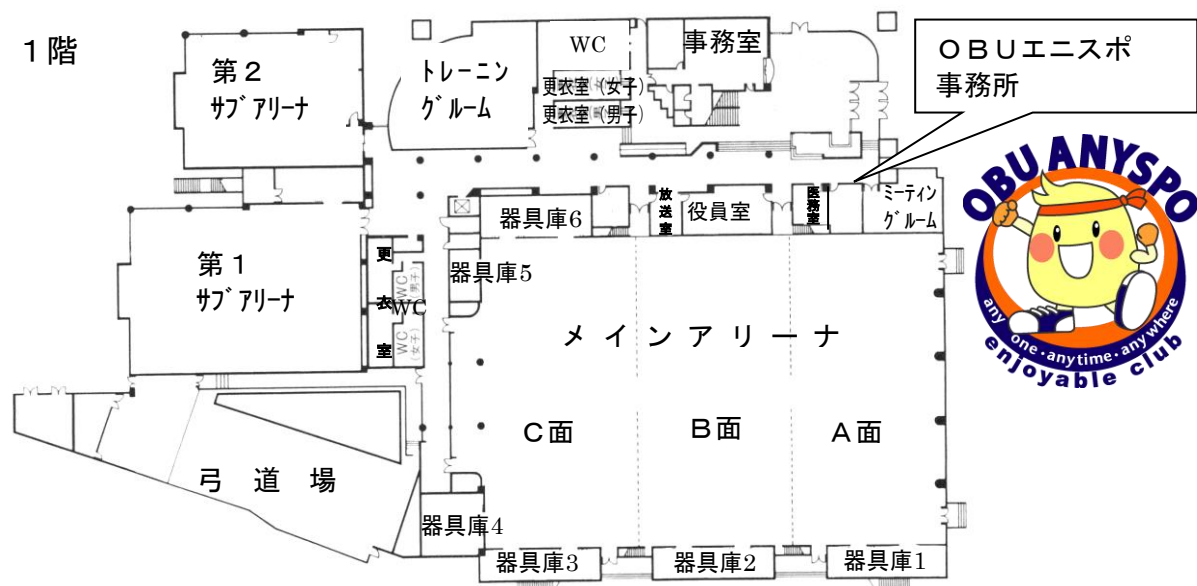 1階
第2
サブアリーナ
トレーニン
グルーム
WC
更衣室(女子)
更衣室(男子)
事務室
OBUエニスポ
事務所
OBU ANYSPO
any one・anytime・anywhere
enjoyable club
器具庫6
放送室
役員室
医務室
ミーティン
グルーム
第1
サブアリーナ
更衣室
WC
WC(男子)
WC(女子)
器具庫5
メインアリーナ
C面
B面
A面
弓道場
器具庫4
器具庫3
器具庫2
器具庫1